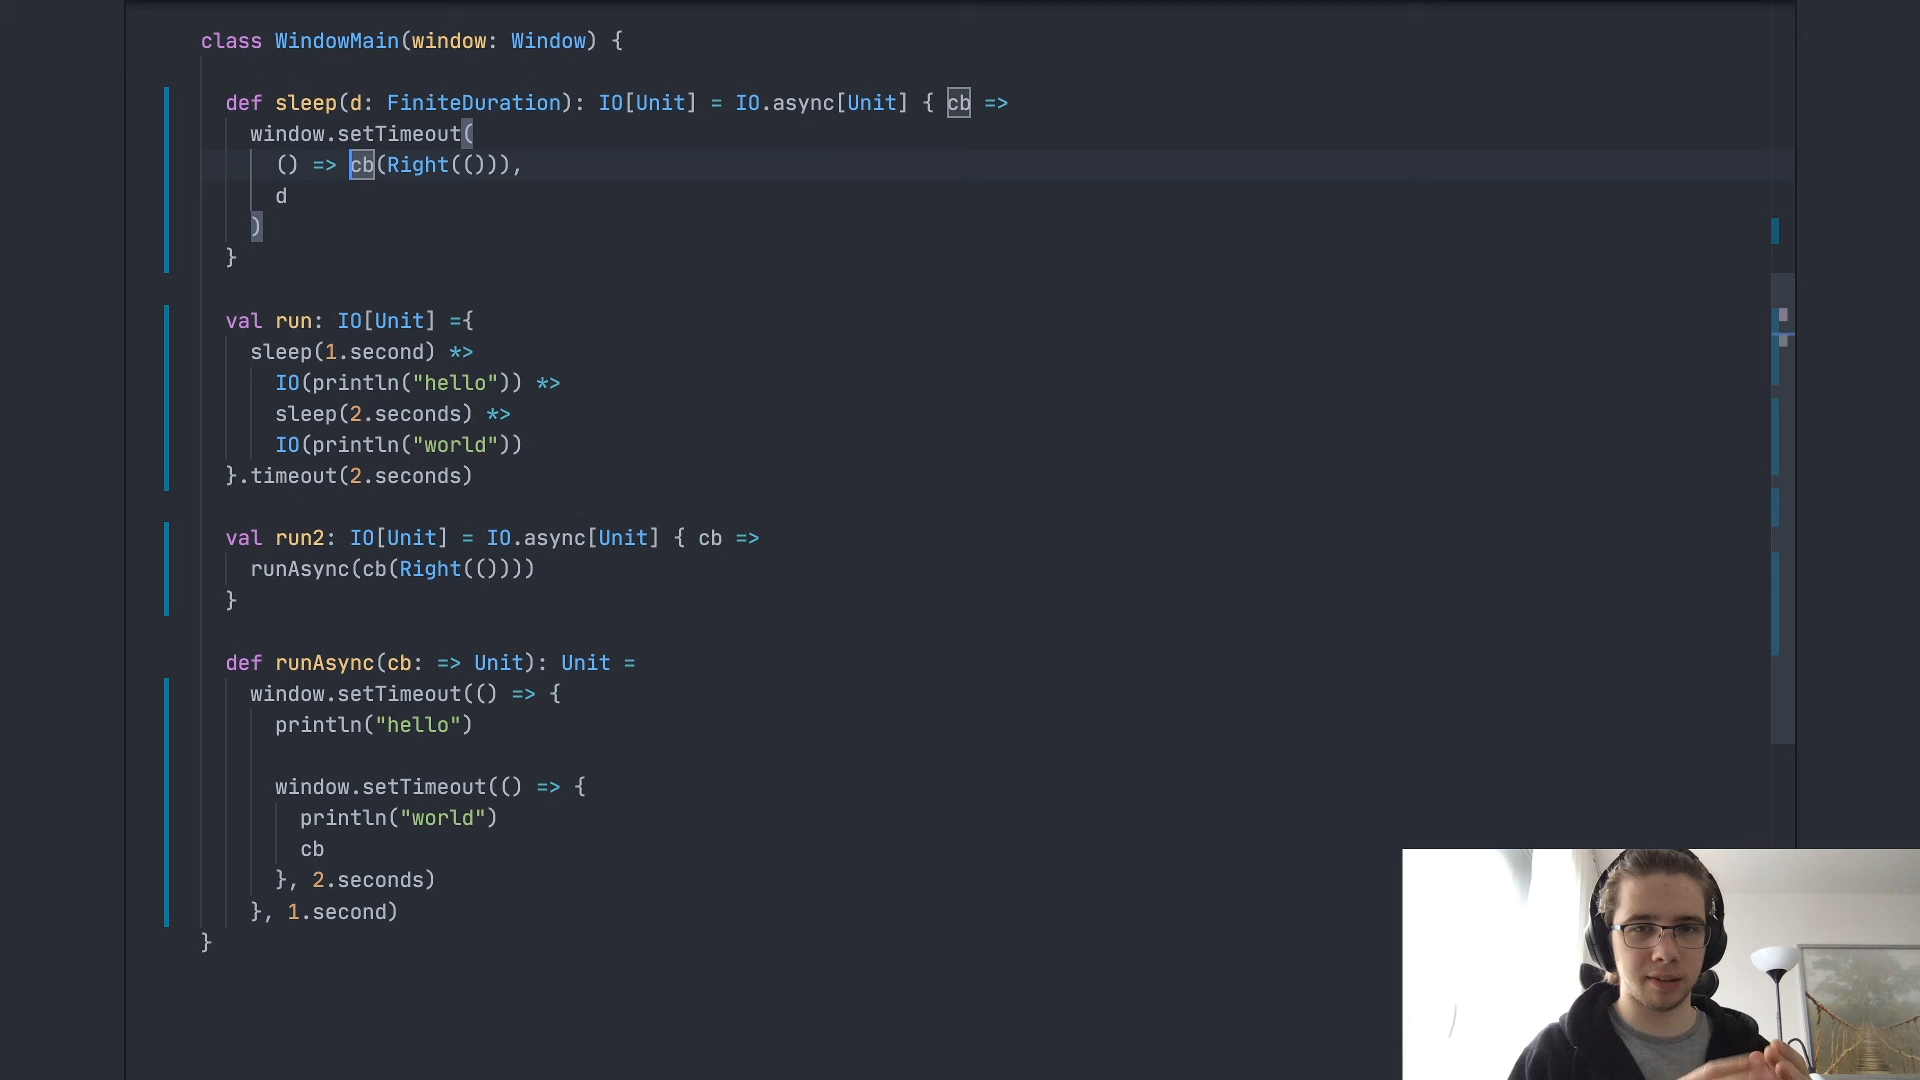 class WindowMain(window: Window) {
def sleep(d: FiniteDuration): IO[Unit] = IO.async[Unit] { cb =>
window.setTimeout(
() => cb(Right(())),
d
)
}
val run: IO[Unit] ={
sleep(1.second) *>
IO(println("hello")) *>
sleep(2.seconds) *>
IO(println("world"))
}.timeout(2.seconds)
val run2: IO[Unit] = IO.async[Unit] { cb =>
runAsync(cb(Right(())))
}
def runAsync(cb: => Unit): Unit =
window.setTimeout(() => {
println("hello")
window.setTimeout(() => {
println("world")
cb
}, 2.seconds)
}, 1.second)
}